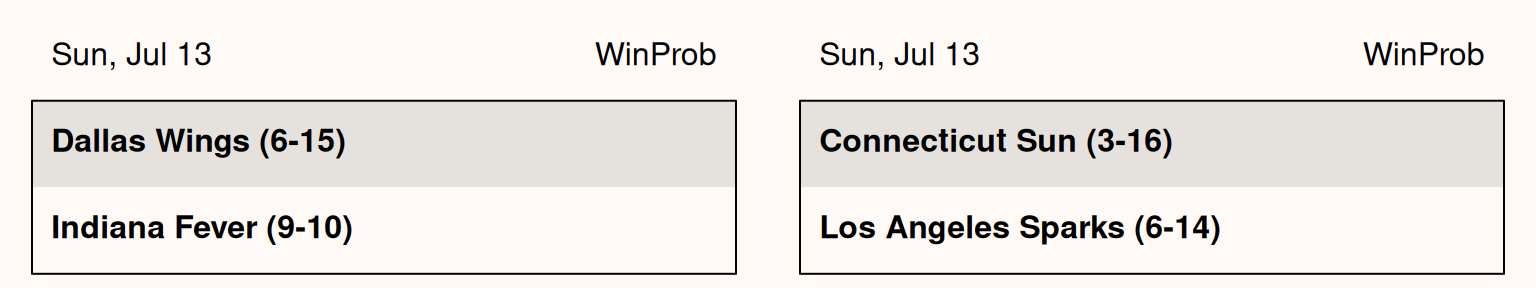 Sun, Jul 13 WinProb
Dallas Wings (6-15)
Indiana Fever (9-10)
Sun, Jul 13 WinProb
Connecticut Sun (3-16)
Los Angeles Sparks (6-14)